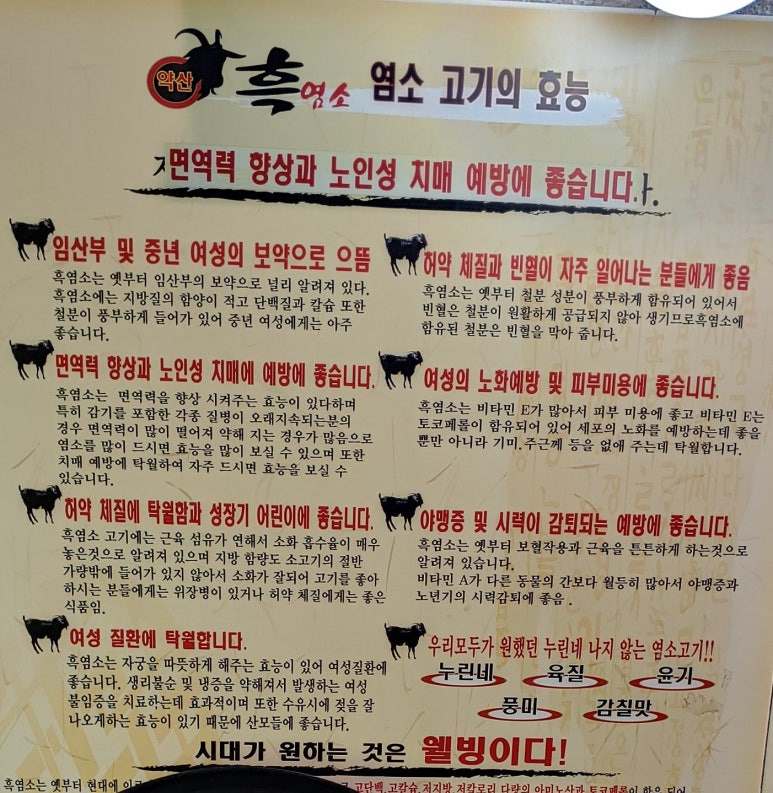 약산 흑염소 염소 고기의 효능
면역력 향상과 노인성 치매 예방에 좋습니다.
임산부 및 중년 여성의 보약으로 으뜸
흑염소는 옛부터 임산부의 보약으로 널리 알려져 있다.
흑염소에는 지방질의 함양이 적고 단백질과 칼슘 또한
철분이 풍부하게 들어가 있어 중년 여성에게는 아주
좋습니다.
면역력 향상과 노인성 치매에 예방에 좋습니다.
흑염소는 면역력을 향상 시켜주는 효능이 있다하며
특히 감기를 포함한 각종 질병이 오래지속되는분의
경우 면역력이 많이 떨어져 약해 지는 경우가 많음으로
염소를 많이 드시면 효능을 많이 보실 수 있으며 또한
치매 예방에 탁월하여 자주 드시면 효능을 보실 수
있습니다.
허약 체질에 탁월함과 성장기 어린이에 좋습니다.
흑염소 고기에는 근육 섬유가 연해서 소화 흡수율이 매우
높은것으로 알려져 있으며 지방 함량도 소고기의 절반
가량밖에 들어가 있지 않아서 소화가 잘되어 고기를 좋아
하시는 분들에게는 위장병이 있거나 허약 체질에게는 좋은
식품임.
여성 질환에 탁월합니다.
흑염소는 자궁을 따뜻하게 해주는 효능이 있어 여성질환에
좋습니다. 생리불순 및 냉증을 약해져서 발생하는 여성
불임증을 치료하는데 효과적이며 또한 수유시에 젖을 잘
나오게하는 효능이 있기 때문에 산모들에 좋습니다.
허약 체질과 빈혈이 자주 일어나는 분들에게 좋음
흑염소는 옛부터 철분 성분이 풍부하게 함유되어 있어서
빈혈은 철분이 원활하게 공급되지 않아 생기므로흑염소에
함유된 철분은 빈혈을 막아 줍니다.
여성의 노화예방 및 피부미용에 좋습니다.
흑염소는 비타민 E가 많아서 피부 미용에 좋고 비타민 E는
토코페롤이 함유되어 있어 세포의 노화를 예방하는데 좋을
뿐만 아니라 기미.주근께 등을 없애 주는데 탁월합니다.
야맹증 및 시력이 감퇴되는 예방에 좋습니다.
흑염소는 옛부터 보혈작용과 근육을 튼튼하게 하는것으로
알려져 있습니다.
비타민 A가 다른 동물의 간보다 월등히 많아서 야맹증과
노년기의 시력감퇴에 좋음 .
우리모두가 원했던 누린네 나지 않는 염소고기!!
누린네 육질 윤기
풍미 감칠맛
시대가 원하는 것은 웰빙이다!
흑염소는 옛부터 현대에 고단백.고칼슘.저지방.저칼로리 다량의 아미노산과 토코페롤이